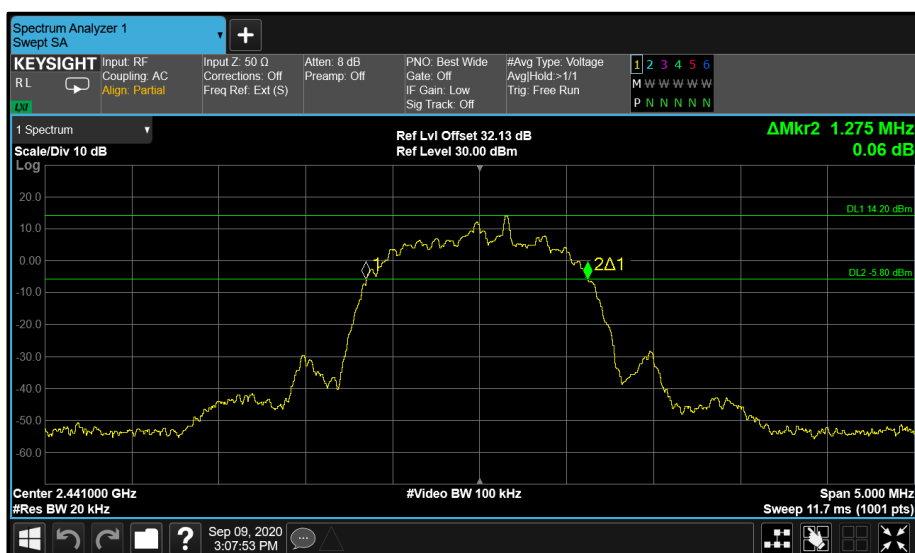 Spectrum Analyzer 1
Swept SA
KEYSIGHT
RL
LXI
Input: RF
Coupling: AC
Align: Partial
Input Z: 50 Ω
Corrections: Off
Freq Ref: Ext (S)
Atten: 8 dB
Preamp: Off
PNO: Best Wide
Gate: Off
IF Gain: Low
Sig Track: Off
#Avg Type: Voltage
Avg|Hold:>1/1
Trig: Free Run
1 2 3 4 5 6
M W W W W W
P N N N N N
1 Spectrum
Scale/Div 10 dB
Log
Ref Lvl Offset 32.13 dB
Ref Level 30.00 dBm
ΔMkr2 1.275 MHz
0.06 dB
20.0
DL1 14.20 dBm
10.0
0.00
1
2Δ1
DL2 -5.80 dBm
-10.0
-20.0
-30.0
-40.0
-50.0
-60.0
Center 2.441000 GHz
#Video BW 100 kHz
Span 5.000 MHz
#Res BW 20 kHz
Sweep 11.7 ms (1001 pts)
?
Sep 09, 2020
3:07:53 PM